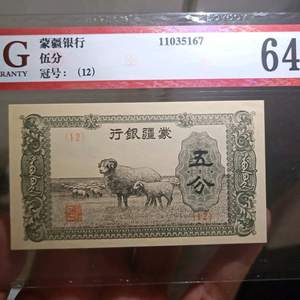 G
RANTY
蒙疆银行
伍分
冠号：（12）
11035167
64
行銀疆蒙
(12)
五
分
(12)